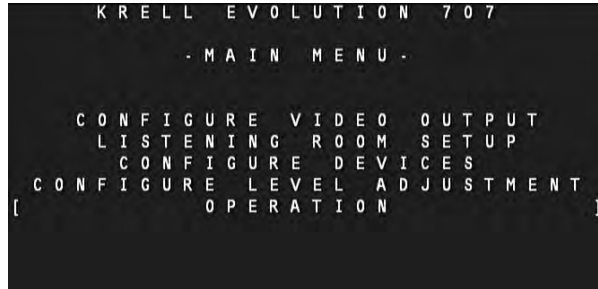 KRELL EVOLUTION 707
-MAIN MENU-
CONFIGURE VIDEO OUTPUT
LISTENING ROOM SETUP
CONFIGURE DEVICES
CONFIGURE LEVEL ADJUSTMENT
[ OPERATION ]